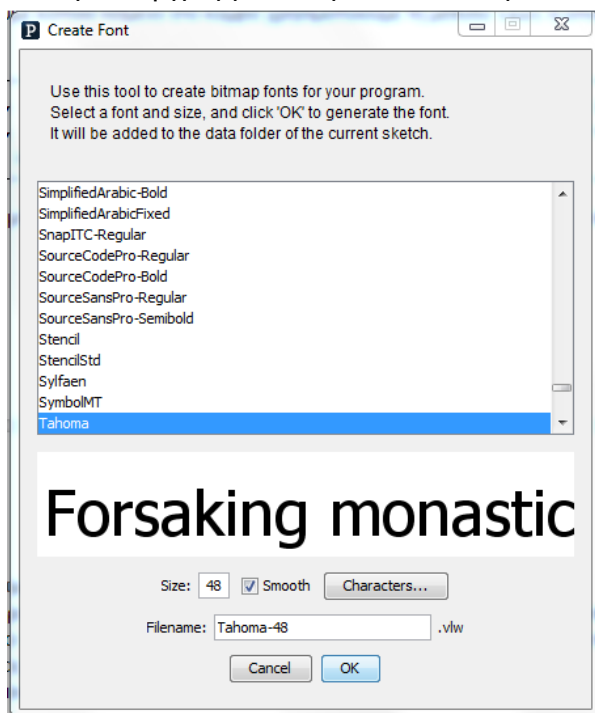 Create Font
Use this tool to create bitmap fonts for your program.
Select a font and size, and click 'OK' to generate the font.
It will be added to the data folder of the current sketch.
SimplifiedArabic-Bold
SimplifiedArabicFixed
SnapITC-Regular
SourceCodePro-Regular
SourceCodePro-Bold
SourceSansPro-Regular
SourceSansPro-Semibold
Stencil
StencilStd
Sylfaen
SymbolMT
Tahoma
Forsaking monastic
Size: 48 Smooth Characters...
Filename: Tahoma-48 .vlw
Cancel OK